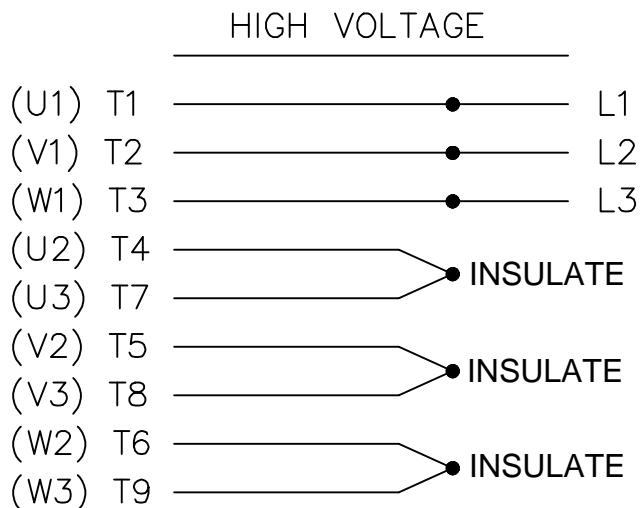 HIGH VOLTAGE
(U1) T1 L1
(V1) T2 L2
(W1) T3 L3
(U2) T4
INSULATE
(U3) T7
(V2) T5
INSULATE
(V3) T8
(W2) T6
INSULATE
(W3) T9